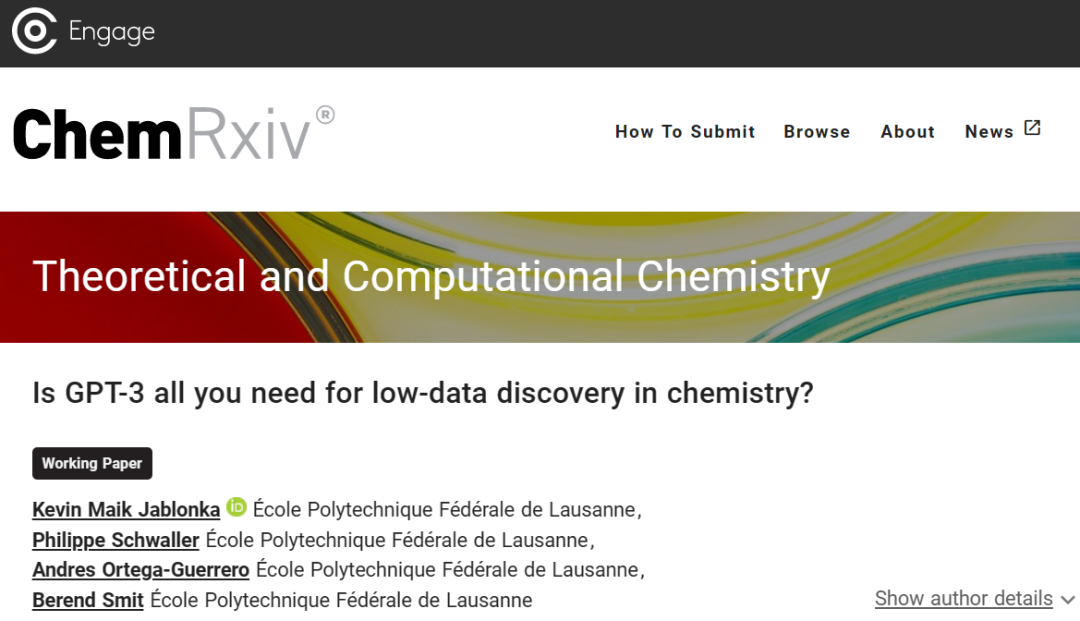 Engage
ChemRxiv®
How To Submit Browse About News
Theoretical and Computational Chemistry
Is GPT-3 all you need for low-data discovery in chemistry?
Working Paper
Kevin Maik Jablonka iD École Polytechnique Fédérale de Lausanne,
Philippe Schwaller École Polytechnique Fédérale de Lausanne,
Andres Ortega-Guerrero École Polytechnique Fédérale de Lausanne,
Berend Smit École Polytechnique Fédérale de Lausanne
Show author details